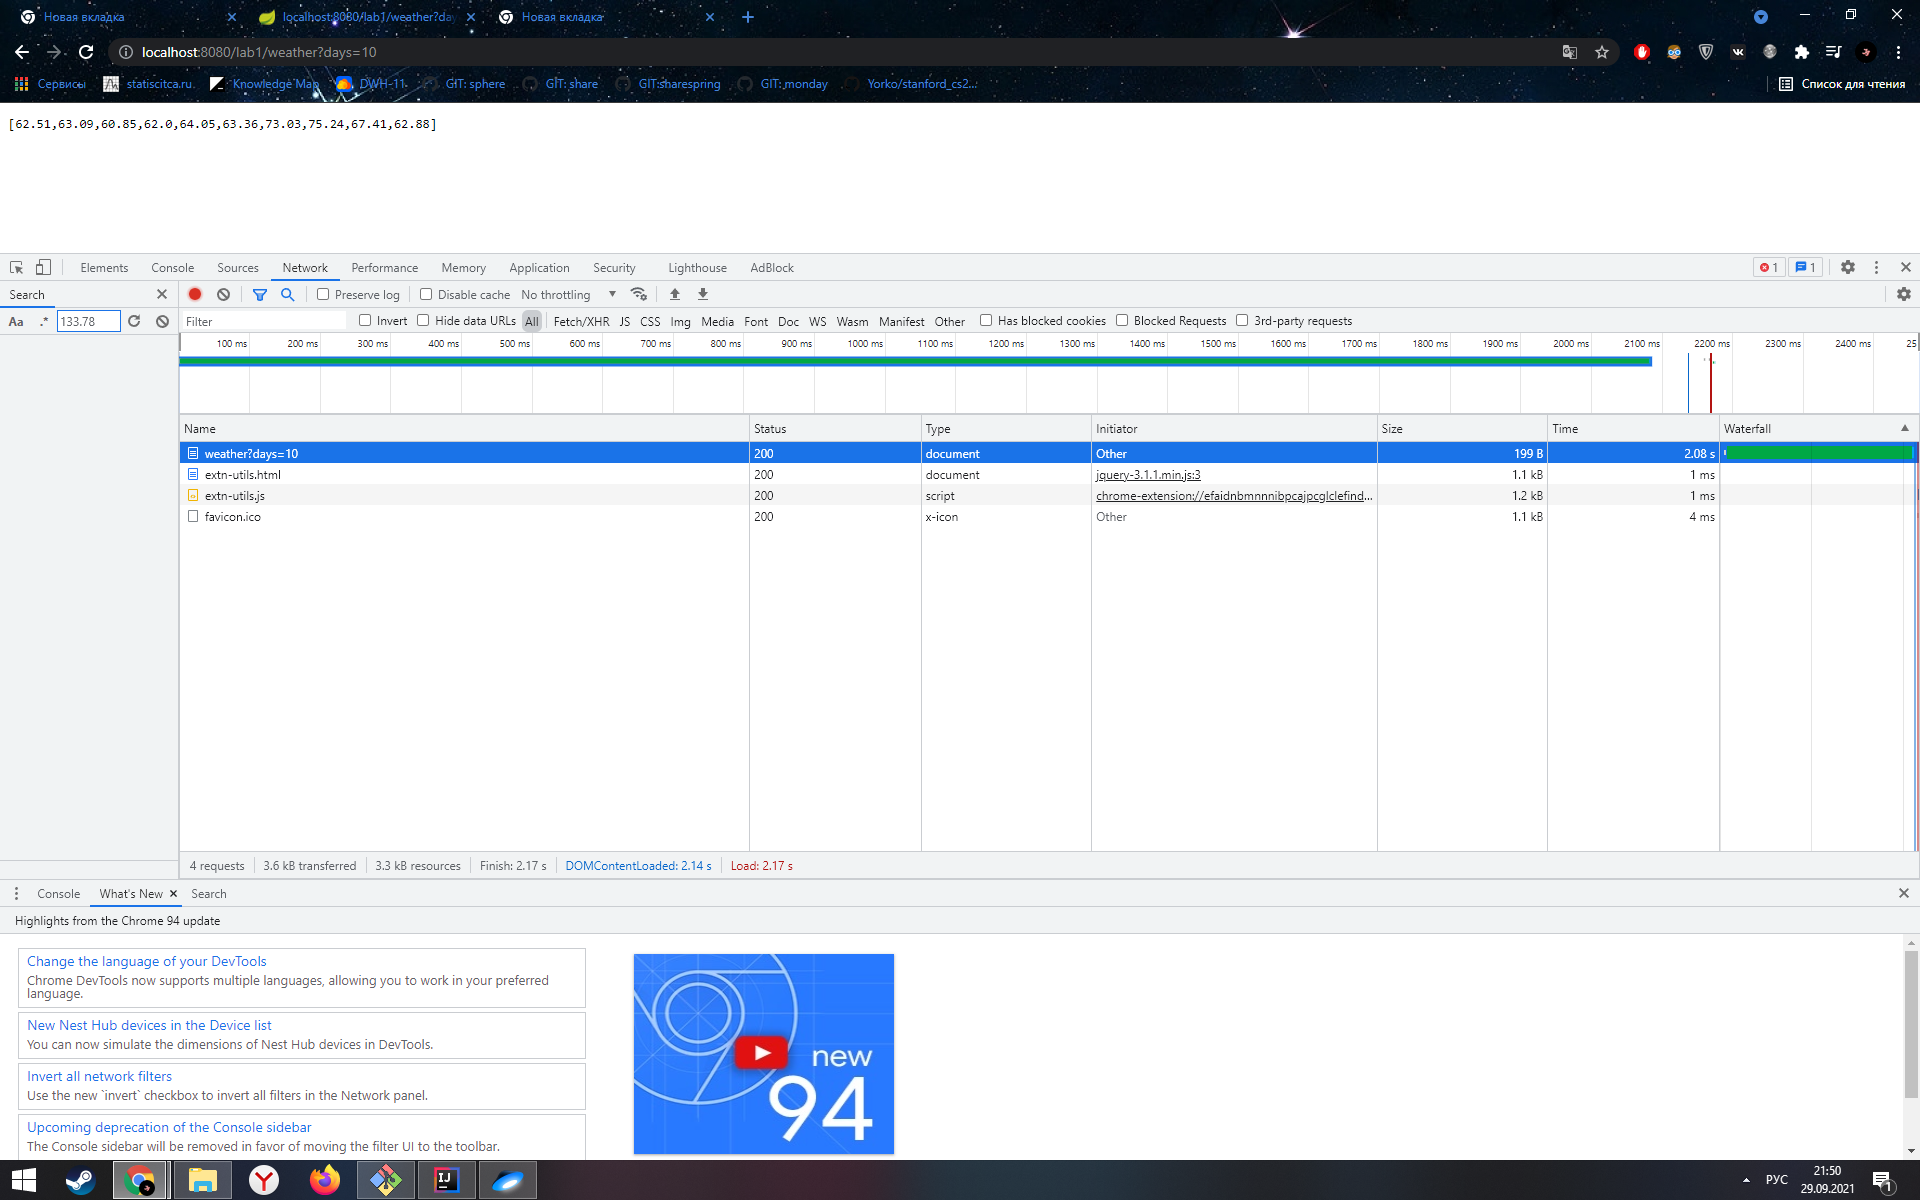 Новая вкладка
localhost:8080/lab1/weather?da
Новая вкладка
localhost:8080/lab1/weather?days=10
Сервисы
statiscitca.ru.
Knowledge Map
DWH-11
GIT: sphere
GIT: share
GIT:sharespring
GIT: monday
Yorko/stanford_cs2...
Список для чтения
[62.51,63.09,60.85,62.0,64.05,63.36,73.03,75.24,67.41,62.88]
Elements Console Sources Network Performance Memory Application Security Lighthouse AdBlock 1 1
Search
Preserve log Disable cache No throttling
Aa .* 133.78
Filter Invert Hide data URLs All Fetch/XHR JS CSS Img Media Font Doc WS Wasm Manifest Other Has blocked cookies Blocked Requests 3rd-party requests
100 ms 200 ms 300 ms 400 ms 500 ms 600 ms 700 ms 800 ms 900 ms 1000 ms 1100 ms 1200 ms 1300 ms 1400 ms 1500 ms 1600 ms 1700 ms 1800 ms 1900 ms 2000 ms 2100 ms 2200 ms 2300 ms 2400 ms 25
Name Status Type Initiator Size Time Waterfall
weather?days=10 200 document Other 199 B 2.08 s
extn-utils.html 200 document jquery-3.1.1.min.js:3 1.1 kB 1 ms
extn-utils.js 200 script chrome-extension://efaidnbmnnnibpcajpcglclefind... 1.2 kB 1 ms
favicon.ico 200 x-icon Other 1.1 kB 4 ms
4 requests 3.6 kB transferred 3.3 kB resources Finish: 2.17 s DOMContentLoaded: 2.14 s Load: 2.17 s
Console What's New Search
Highlights from the Chrome 94 update
Change the language of your DevTools
Chrome DevTools now supports multiple languages, allowing you to work in your preferred
language.
New Nest Hub devices in the Device list
You can now simulate the dimensions of Nest Hub devices in DevTools.
Invert all network filters
Use the new `invert` checkbox to invert all filters in the Network panel.
Upcoming deprecation of the Console sidebar
The Console sidebar will be removed in favor of moving the filter UI to the toolbar.
new
94
РУС
21:50
29.09.2021
1